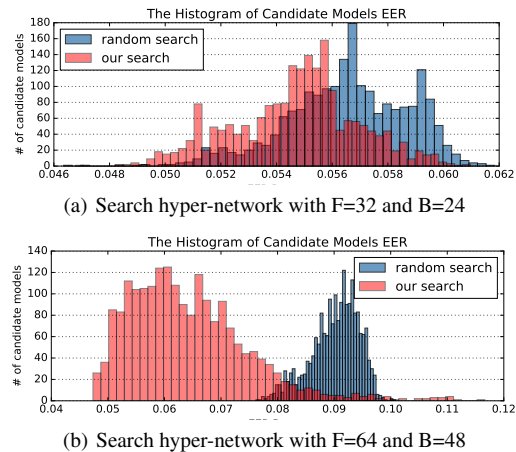 The Histogram of Candidate Models EER
180
160
140
120
100
80
60
40
20
0
# of candidate models
random search
our search
0.046 0.048 0.050 0.052 0.054 0.056 0.058 0.060 0.062
(a) Search hyper-network with F=32 and B=24
The Histogram of Candidate Models EER
140
120
100
80
60
40
20
0
# of candidate models
random search
our search
0.04 0.05 0.06 0.07 0.08 0.09 0.10 0.11 0.12
(b) Search hyper-network with F=64 and B=48